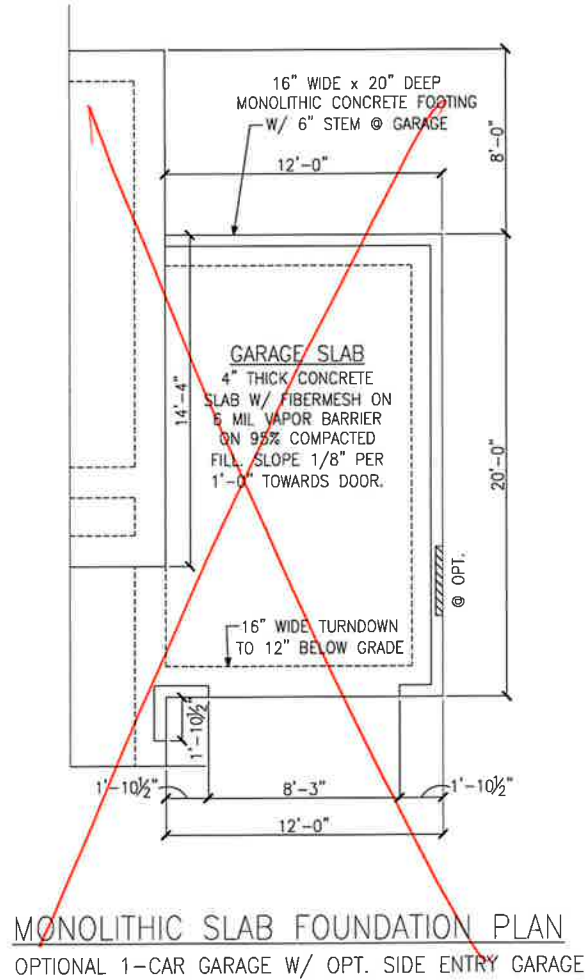 16" WIDE x 20" DEEP
MONOLITHIC CONCRETE FOOTING
W/ 6" STEM @ GARAGE
12'-0"
8'-0"
GARAGE SLAB
4" THICK CONCRETE
SLAB W/ FIBERMESH ON
6 MIL VAPOR BARRIER
ON 95% COMPACTED
FILL. SLOPE 1/8" PER
1'-0" TOWARDS DOOR.
14'-4"
20'-0"
@ OPT.
16" WIDE TURNDOWN
TO 12" BELOW GRADE
1'-10½"
1'-10½"
8'-3"
1'-10½"
12'-0"
MONOLITHIC SLAB FOUNDATION PLAN
OPTIONAL 1-CAR GARAGE W/ OPT. SIDE ENTRY GARAGE